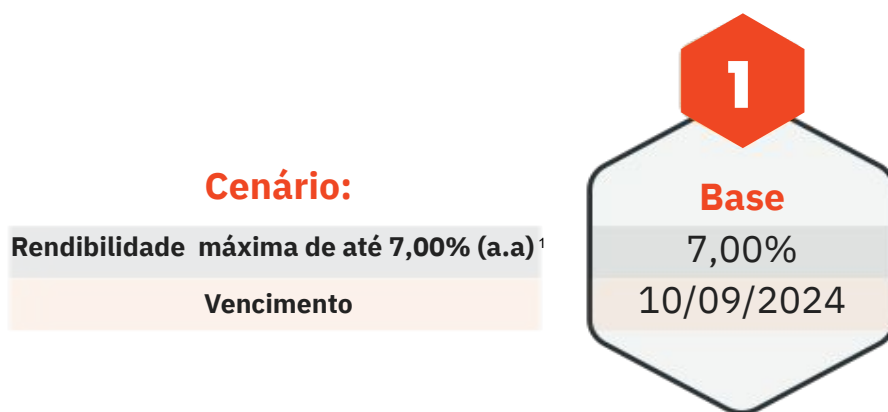 1
Cenário:
Base
Rendibilidade máxima de até 7,00% (a.a) ¹
7,00%
Vencimento
10/09/2024